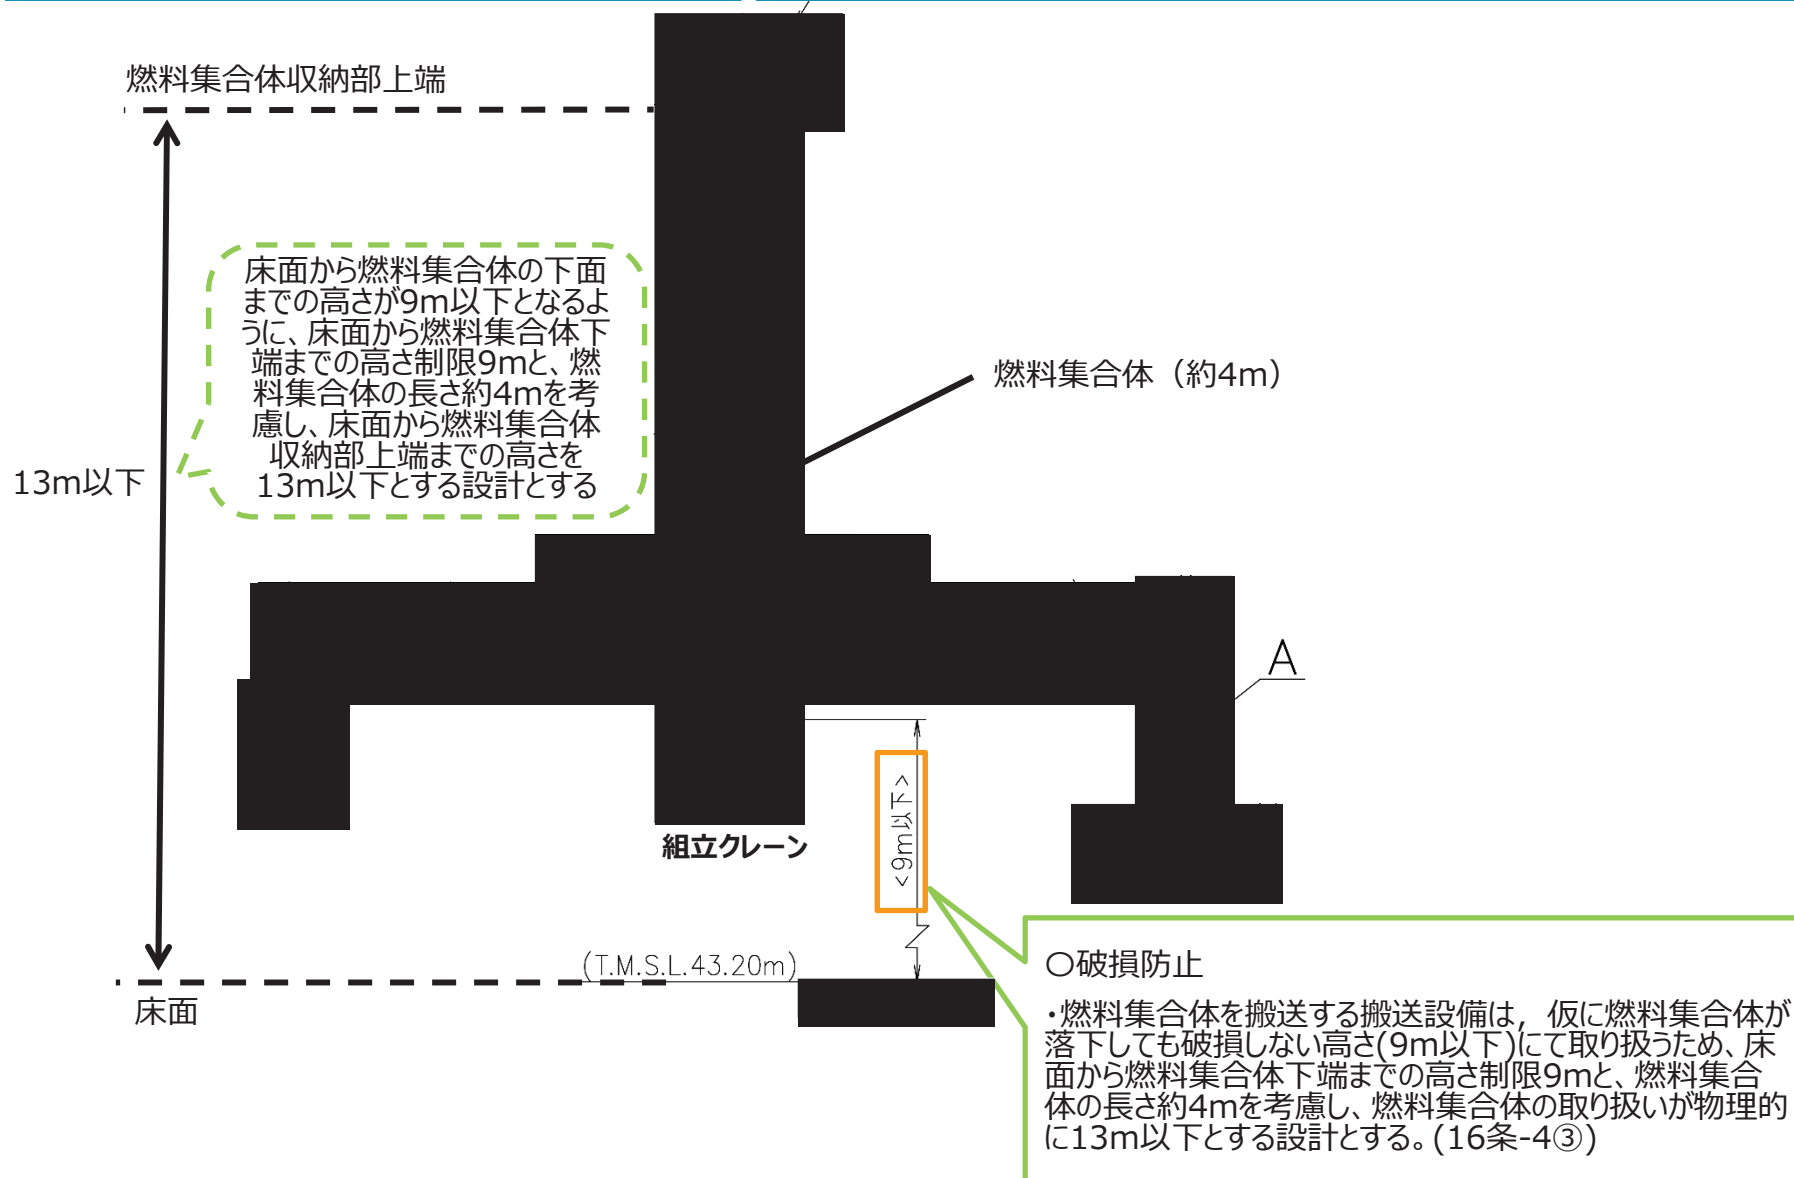 燃料集合体収納部上端
床面から燃料集合体の下面
までの高さが9m以下となるよ
うに、床面から燃料集合体下
端までの高さ制限9mと、燃
料集合体の長さ約4mを考
慮し、床面から燃料集合体
収納部上端までの高さを
13m以下とする設計とする
燃料集合体（約4m）
13m以下
A
<9m以下>
組立クレーン
(T.M.S.L.43.20m)
床面
○破損防止
・燃料集合体を搬送する搬送設備は，仮に燃料集合体が
落下しても破損しない高さ(9m以下)にて取り扱うため、床
面から燃料集合体下端までの高さ制限9mと、燃料集合
体の長さ約4mを考慮し、燃料集合体の取り扱いが物理的
に13m以下とする設計とする。(16条-4③)